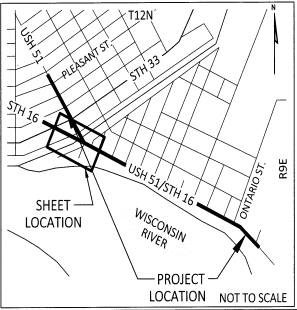 T12N
N
USH 51
PLEASANT ST.
STH 33
STH 16
USH 51/STH 16
ONTARIO ST.
R9E
SHEET
LOCATION
WISCONSIN
RIVER
PROJECT
LOCATION
NOT TO SCALE